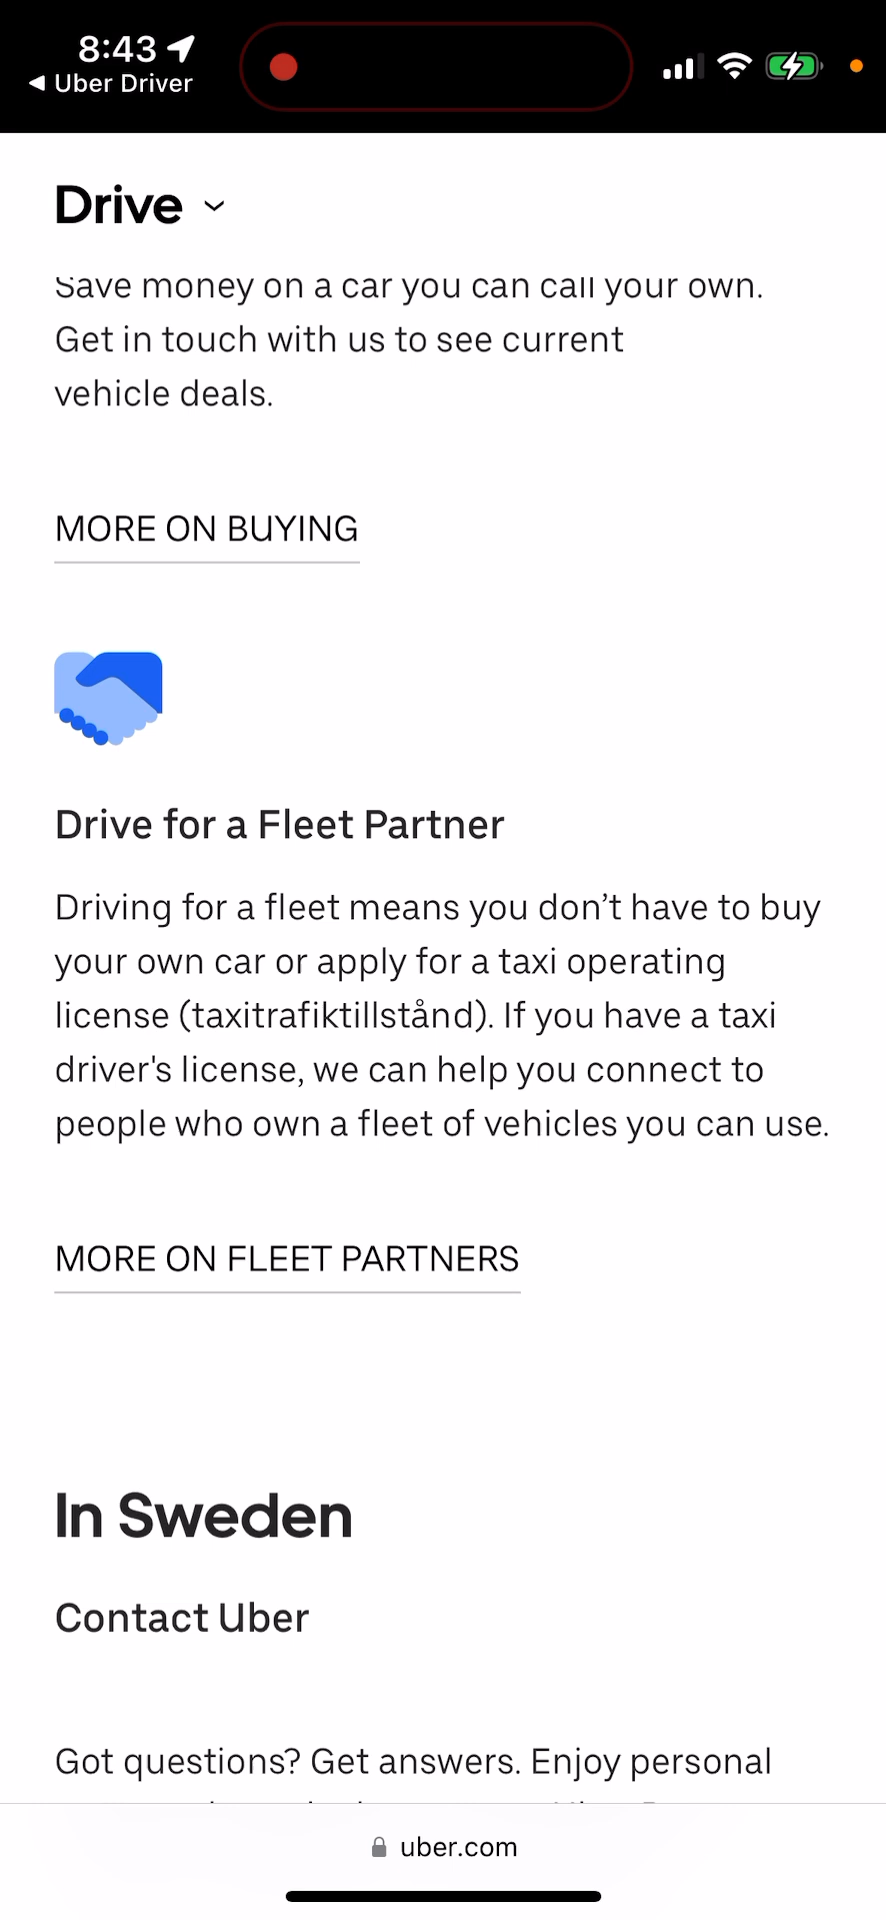 8:43
◀ Uber Driver
Drive
Save money on a car you can call your own.
Get in touch with us to see current
vehicle deals.
MORE ON BUYING
Drive for a Fleet Partner
Driving for a fleet means you don’t have to buy
your own car or apply for a taxi operating
license (taxitrafiktillstånd). If you have a taxi
driver's license, we can help you connect to
people who own a fleet of vehicles you can use.
MORE ON FLEET PARTNERS
In Sweden
Contact Uber
Got questions? Get answers. Enjoy personal
uber.com